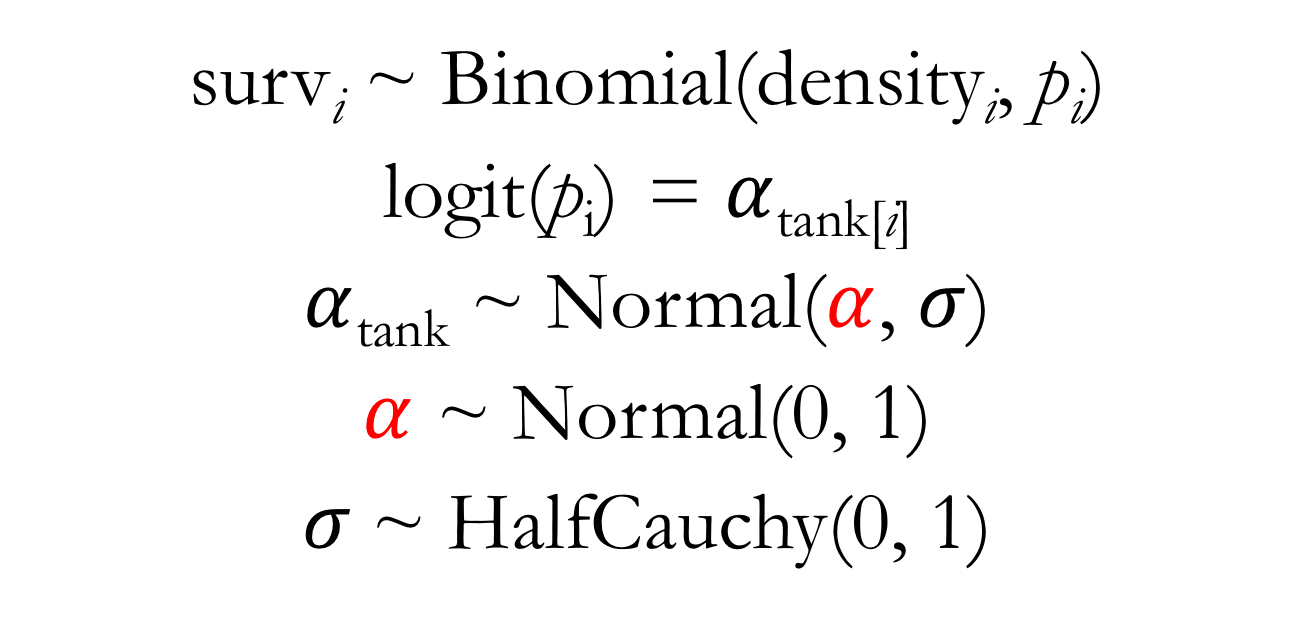 survᵢ ~ Binomial(densityᵢ, pᵢ)
logit(pᵢ) = α_tank[i]
α_tank ~ Normal(α, σ)
α ~ Normal(0, 1)
σ ~ HalfCauchy(0, 1)